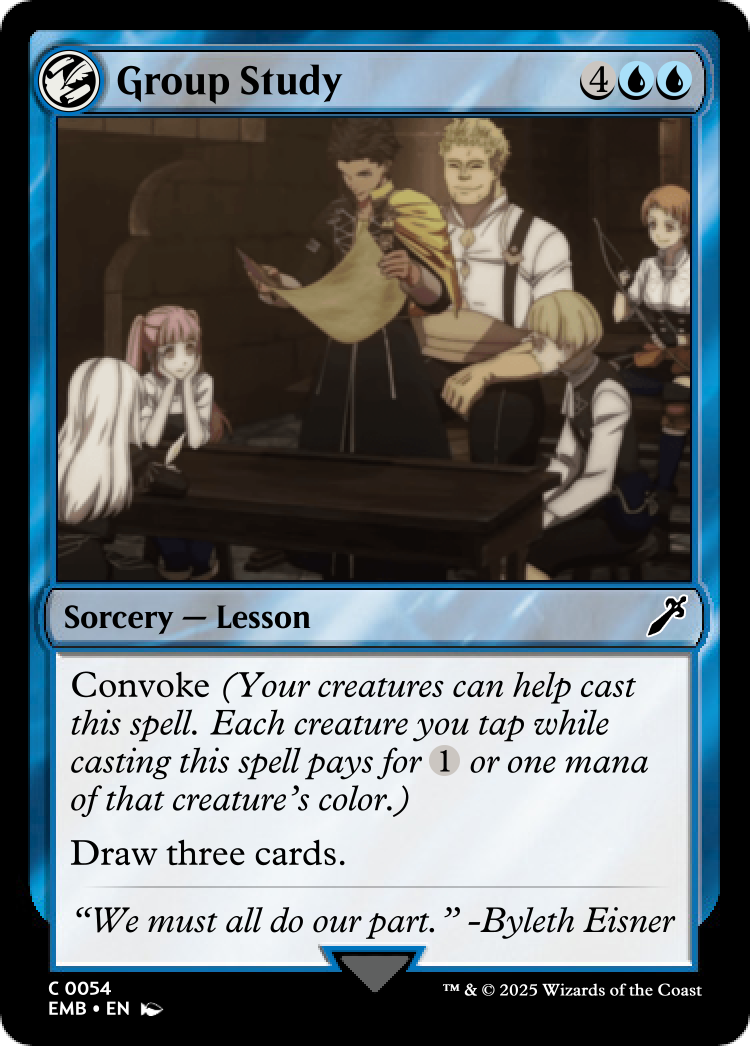 Group Study 4
Sorcery — Lesson
Convoke (Your creatures can help cast
this spell. Each creature you tap while
casting this spell pays for 1 or one mana
of that creature's color.)
Draw three cards.
“We must all do our part.” -Byleth Eisner
C 0054
EMB • EN
™ & © 2025 Wizards of the Coast